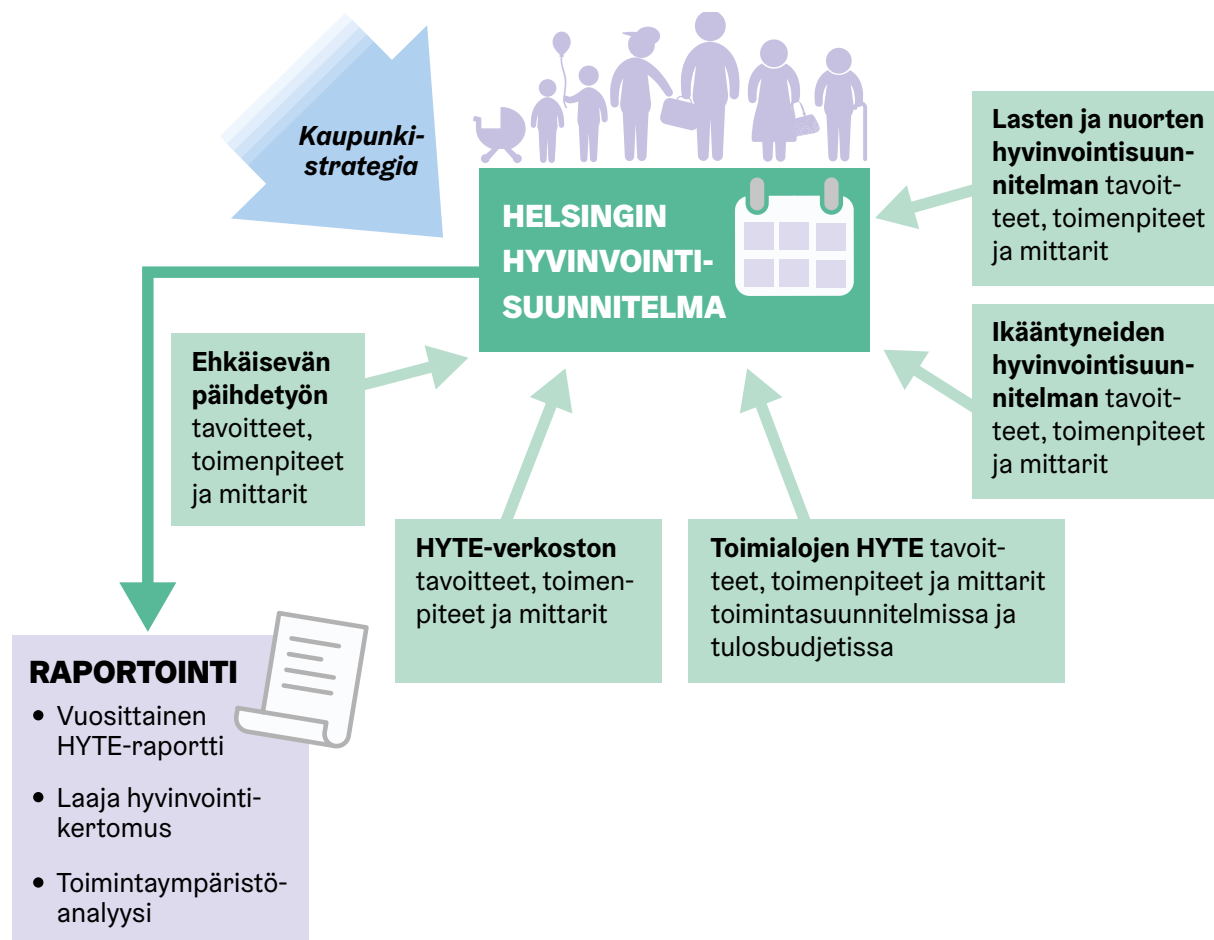 Kaupunki-
strategia
HELSINGIN
HYVINVOINTI-
SUUNNITELMA
Lasten ja nuorten
hyvinvointisuun-
nitelman tavoit-
teet, toimenpiteet
ja mittarit
Ikääntyneiden
hyvinvointisuun-
nitelman tavoit-
teet, toimenpiteet
ja mittarit
Ehkäisevän
päihdetyön
tavoitteet,
toimenpiteet
ja mittarit
HYTE-verkoston
tavoitteet, toimen-
piteet ja mittarit
Toimialojen HYTE tavoit-
teet, toimenpiteet ja mittarit
toimintasuunnitelmissa ja
tulosbudjetissa
RAPORTOINTI
• Vuosittainen
HYTE-raportti
• Laaja hyvinvointi-
kertomus
• Toimintaympäristö-
analyysi